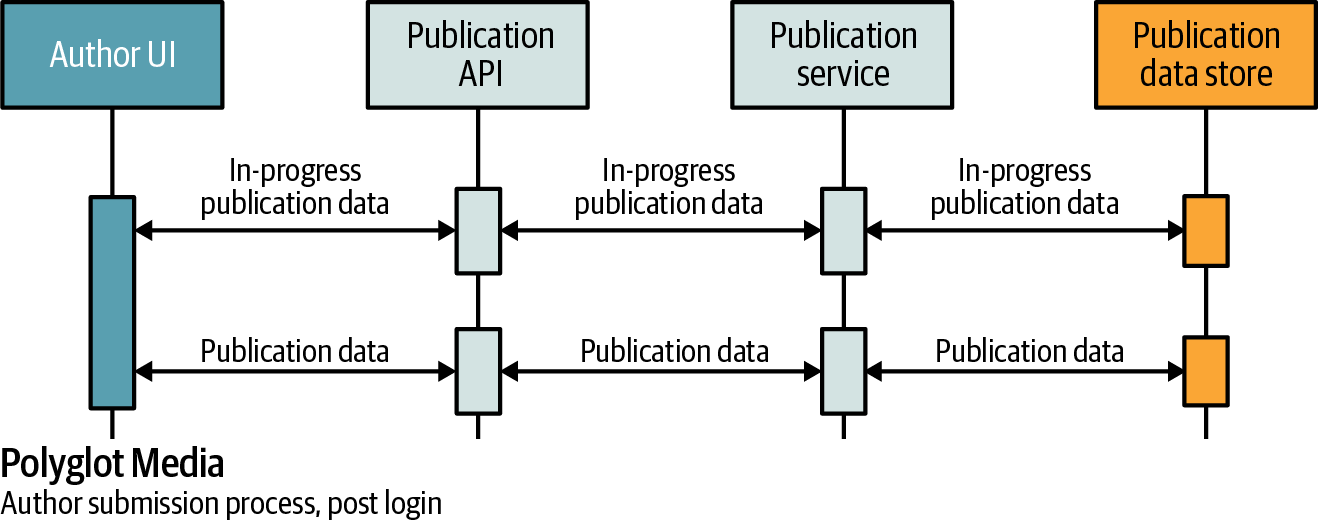 Author UI
Publication
API
Publication
service
Publication
data store
In-progress
publication data
In-progress
publication data
In-progress
publication data
Publication data
Publication data
Publication data
Polyglot Media
Author submission process, post login